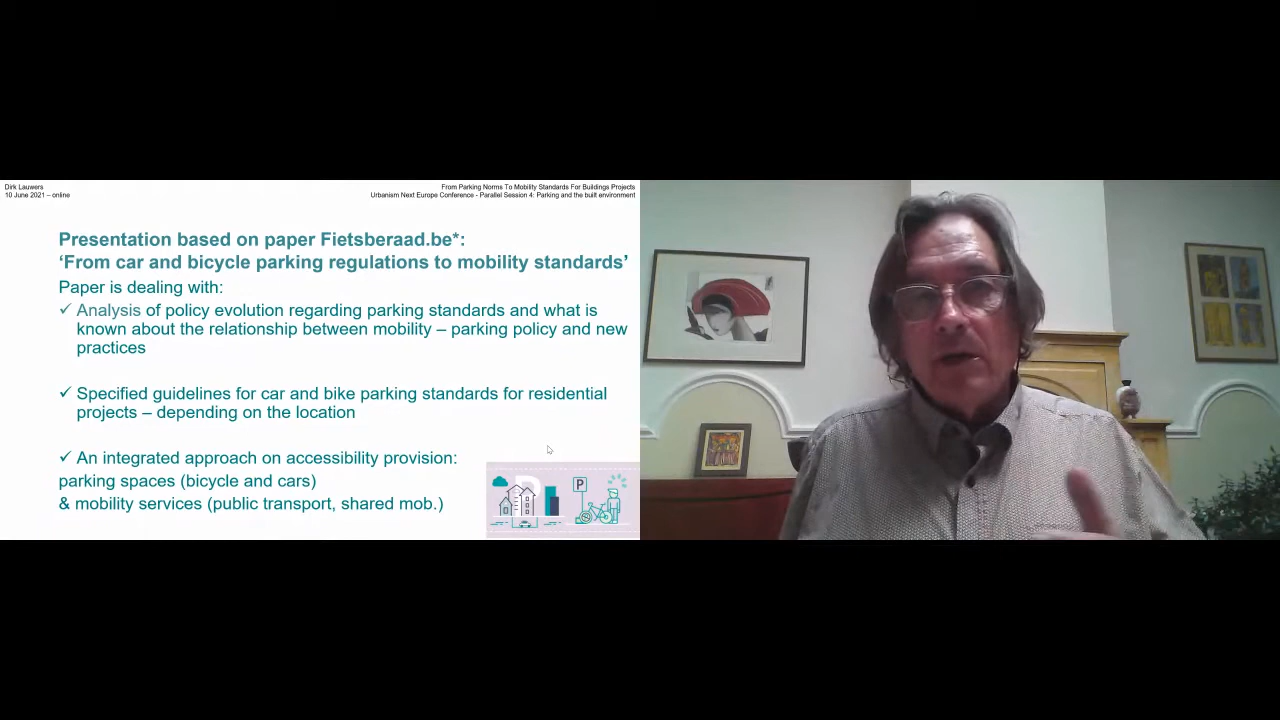 Dirk Lauwers
10 June 2021 – online
From Parking Norms To Mobility Standards For Buildings Projects
Urbanism Next Europe Conference - Parallel Session 4: Parking and the built environment
Presentation based on paper Fietsberaad.be*:
‘From car and bicycle parking regulations to mobility standards’
Paper is dealing with:
✓ Analysis of policy evolution regarding parking standards and what is
known about the relationship between mobility – parking policy and new
practices
✓ Specified guidelines for car and bike parking standards for residential
projects – depending on the location
✓ An integrated approach on accessibility provision:
parking spaces (bicycle and cars)
& mobility services (public transport, shared mob.)
P
P